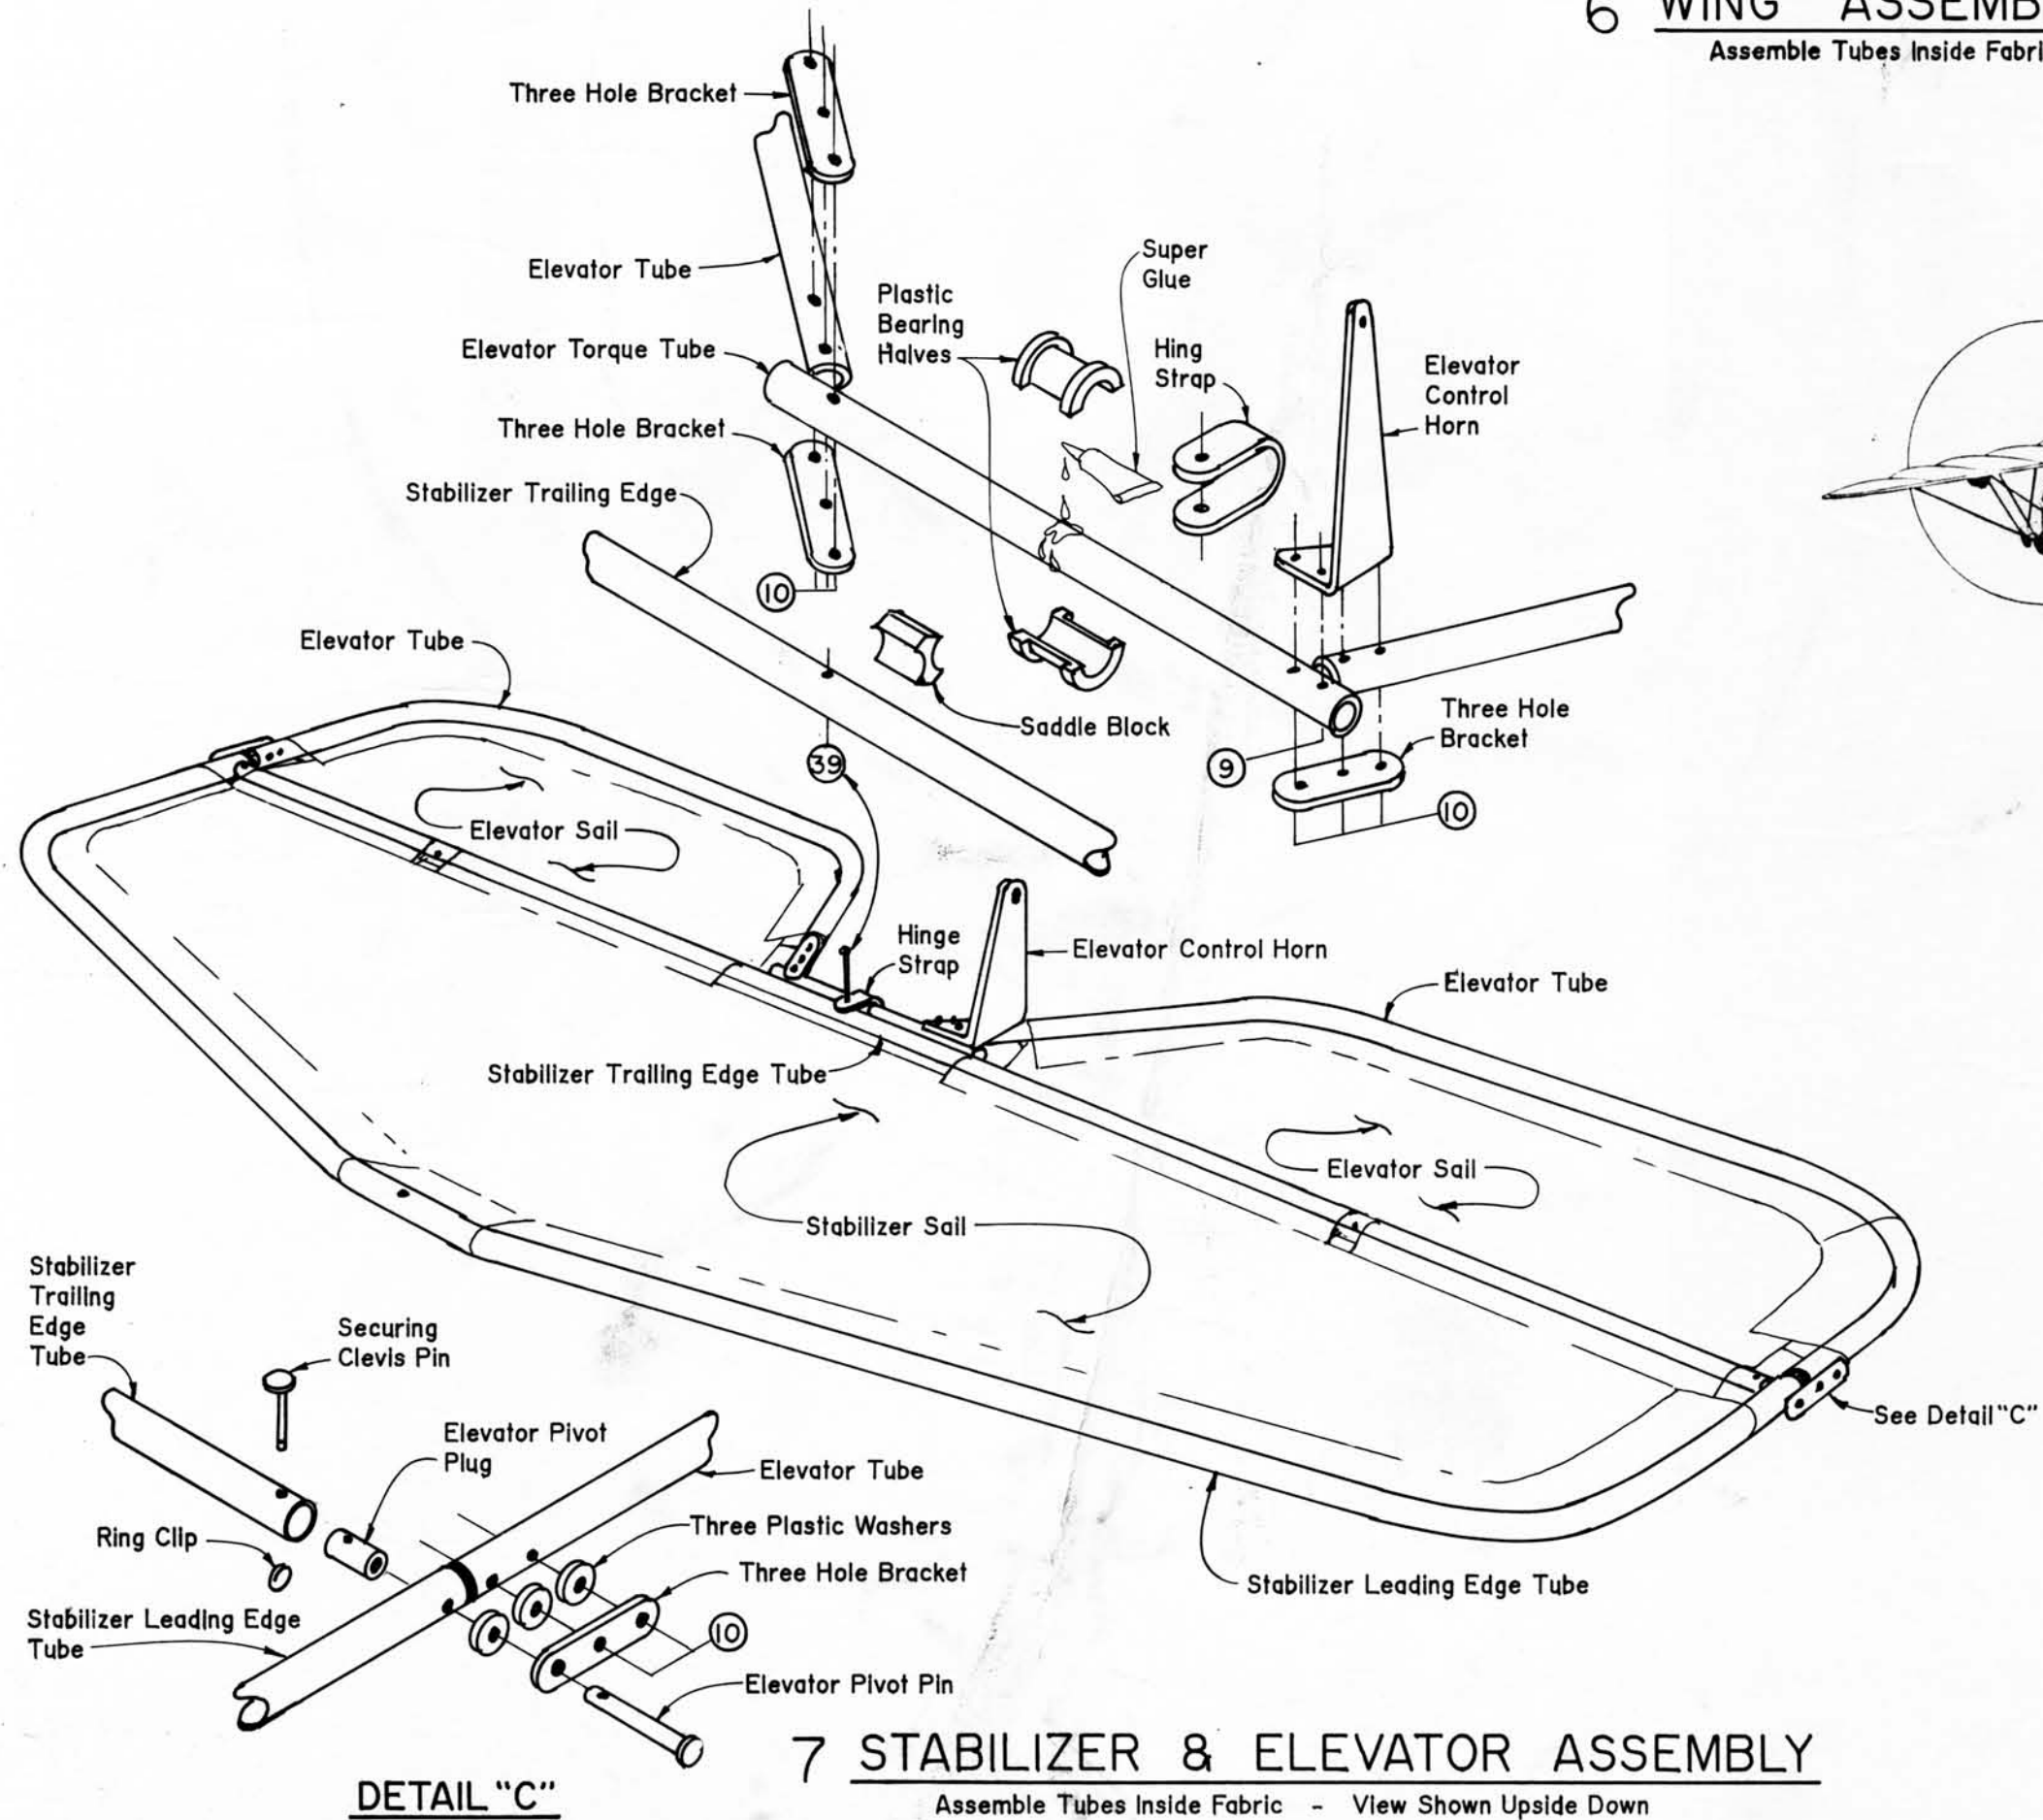 6 WING ASSEMB
Assemble Tubes Inside Fabri
Three Hole Bracket
Elevator Tube
Elevator Torque Tube
Three Hole Bracket
Stabilizer Trailing Edge
Plastic
Bearing
Halves
Super
Glue
Hing
Strap
Elevator
Control
Horn
10
Elevator Tube
Saddle Block
39
9
Three Hole
Bracket
10
Elevator Sail
Hinge
Strap
Elevator Control Horn
Elevator Tube
Stabilizer Trailing Edge Tube
Elevator Sail
Stabilizer Sail
See Detail "C"
Stabilizer Leading Edge Tube
Stabilizer
Trailing
Edge
Tube
Securing
Clevis Pin
Elevator Pivot
Plug
Elevator Tube
Ring Clip
Three Plastic Washers
Three Hole Bracket
Stabilizer Leading Edge
Tube
10
Elevator Pivot Pin
DETAIL "C"
7 STABILIZER & ELEVATOR ASSEMBLY
Assemble Tubes Inside Fabric - View Shown Upside Down